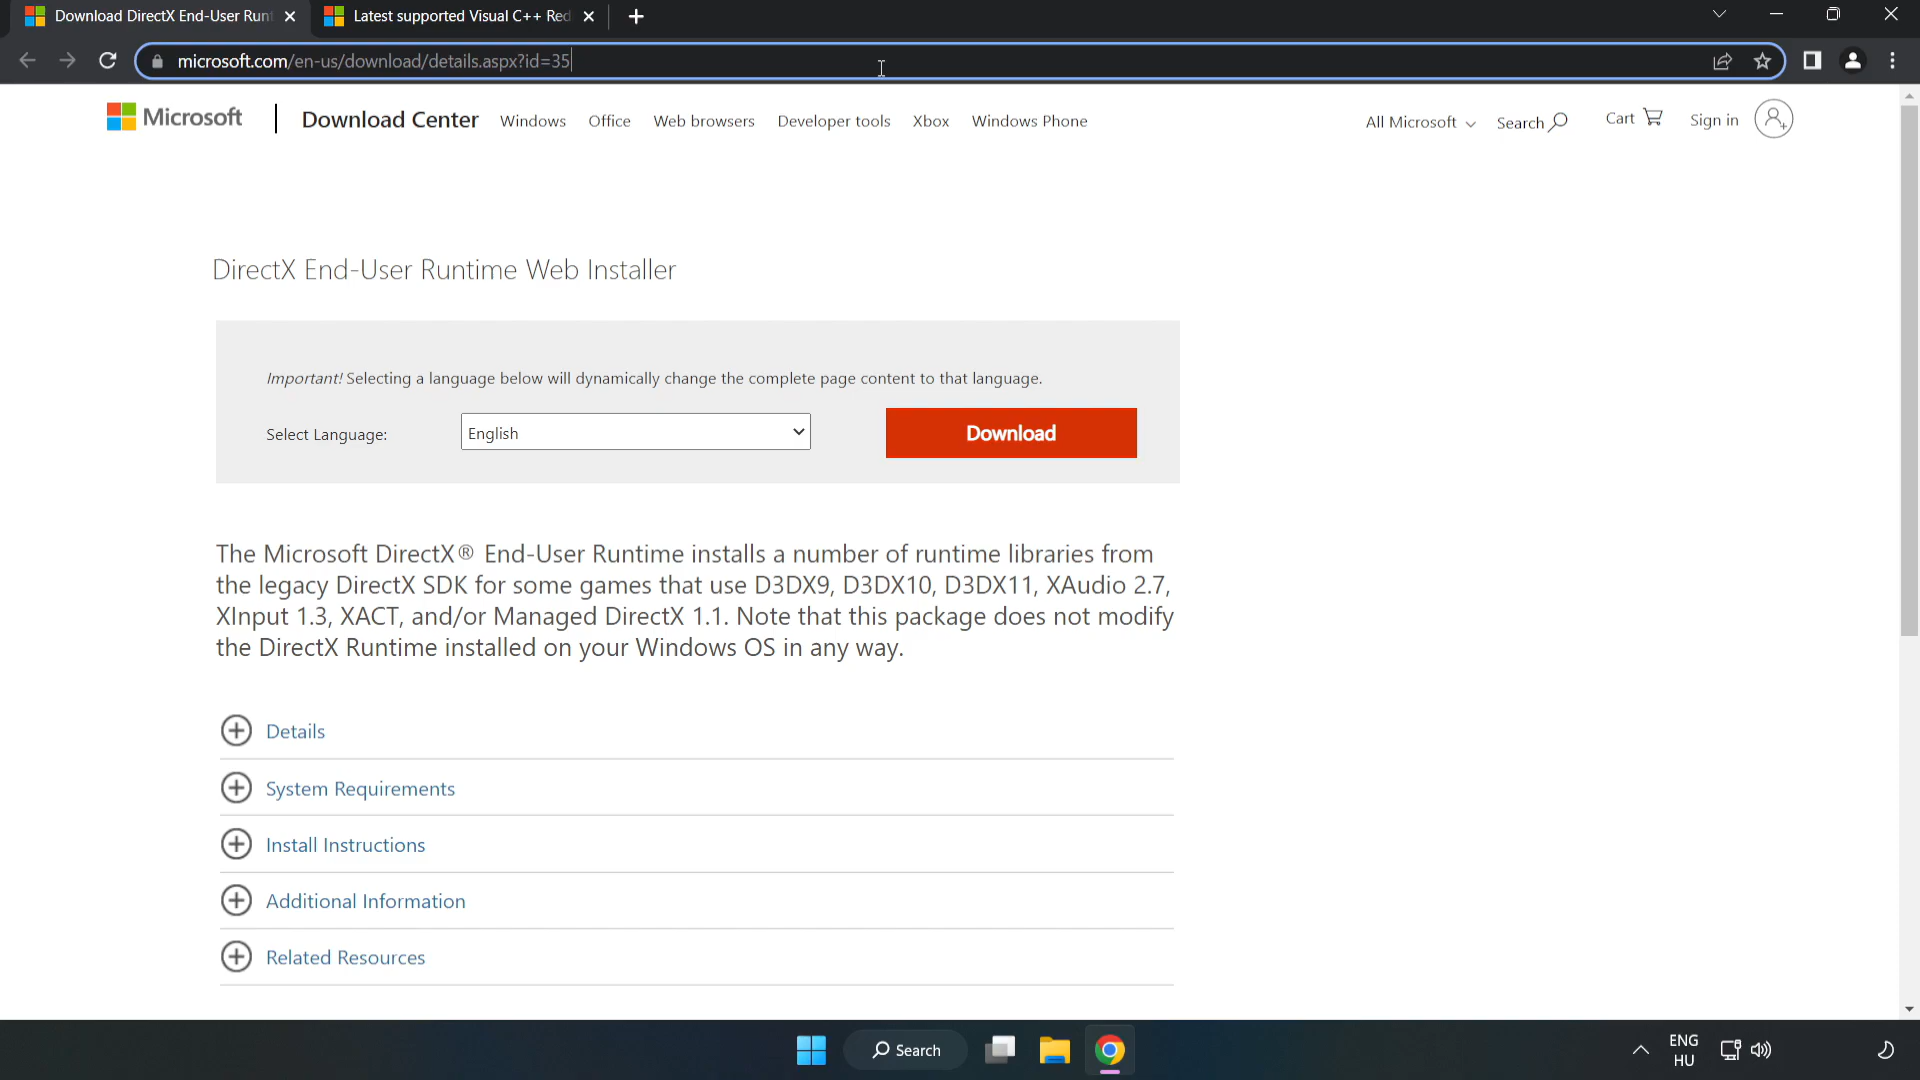 Download DirectX End-User Runt
Latest supported Visual C++ Red
microsoft.com/en-us/download/details.aspx?id=35
Microsoft
Download Center
Windows
Office
Web browsers
Developer tools
Xbox
Windows Phone
All Microsoft
Search
Cart
Sign in
DirectX End-User Runtime Web Installer
Important! Selecting a language below will dynamically change the complete page content to that language.
Select Language:
English
Download
The Microsoft DirectX® End-User Runtime installs a number of runtime libraries from
the legacy DirectX SDK for some games that use D3DX9, D3DX10, D3DX11, XAudio 2.7,
XInput 1.3, XACT, and/or Managed DirectX 1.1. Note that this package does not modify
the DirectX Runtime installed on your Windows OS in any way.
Details
System Requirements
Install Instructions
Additional Information
Related Resources
Search
ENG
HU